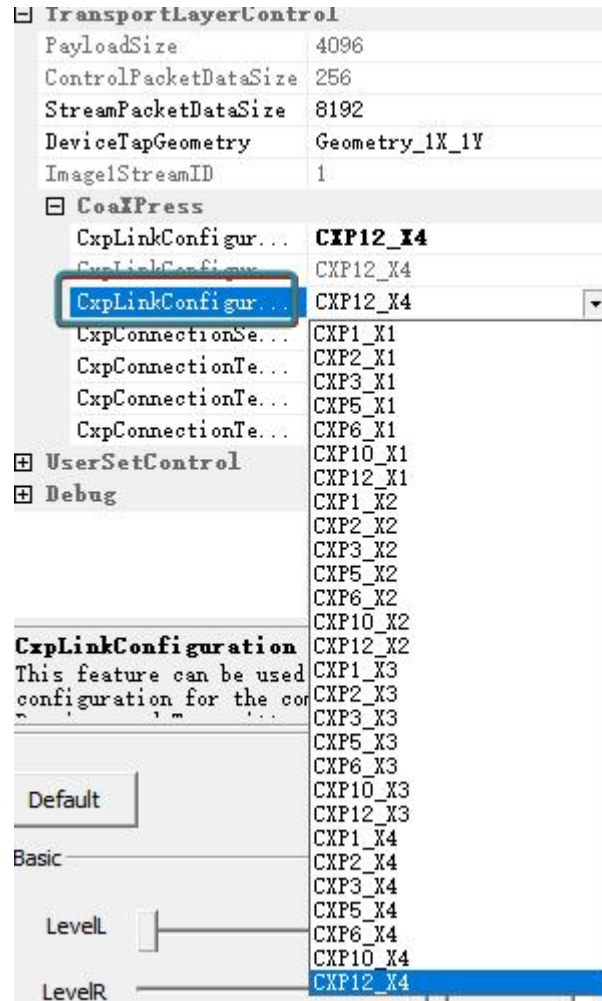 TransportLayerControl
PayloadSize 4096
ControlPacketDataSize 256
StreamPacketDataSize 8192
DeviceTapGeometry Geometry_1X_1Y
Image1StreamID 1
CoaXPress
CxpLinkConfigur... CXP12_X4
CxpLinkConfigur... CXP12_X4
CxpLinkConfigur... CXP12_X4
CxpConnectionSe... CXP1_X1
CXP2_X1
CxpConnectionTe... CXP3_X1
CXP5_X1
CxpConnectionTe...
CxpConnectionTe... CXP6_X1
CXP10_X1
UserSetControl
CXP12_X1
Debug CXP1_X2
CXP2_X2
CXP3_X2
CXP5_X2
CXP6_X2
CXP10_X2
CxpLinkConfiguration CXP12_X2
This feature can be used CXP1_X3
configuration for the CXP2_X3
CXP3_X3
CXP5_X3
CXP6_X3
CXP10_X3
Default CXP12_X3
CXP1_X4
Basic CXP2_X4
CXP3_X4
CXP5_X4
LevelL CXP6_X4
CXP10_X4
LevelR CXP12_X4